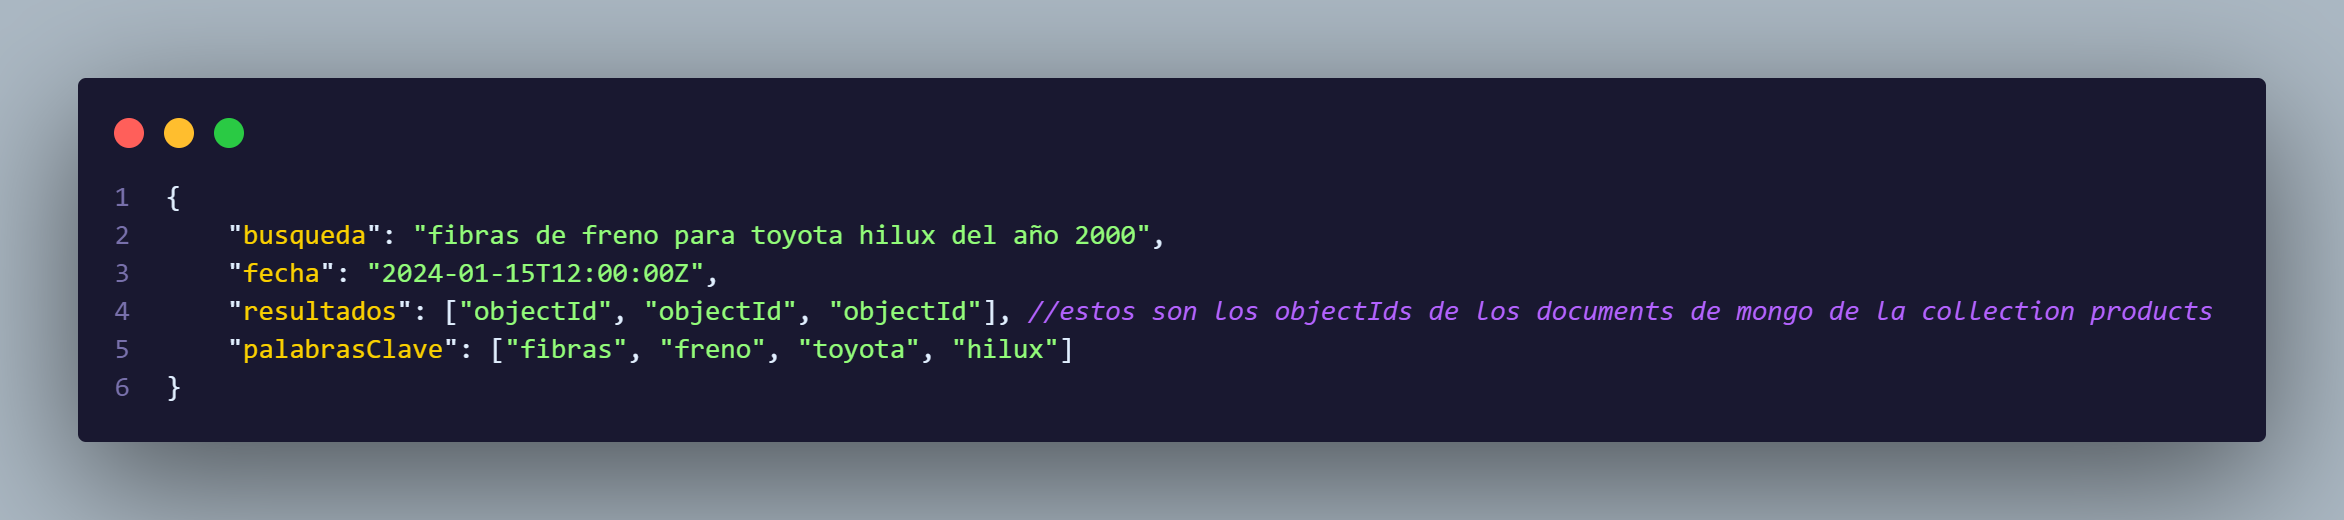 1 {
2     "busqueda": "fibras de freno para toyota hilux del año 2000",
3     "fecha": "2024-01-15T12:00:00Z",
4     "resultados": ["objectId", "objectId", "objectId"], //estos son los objectIds de los documents de mongo de la collection products
5     "palabrasClave": ["fibras", "freno", "toyota", "hilux"]
6 }